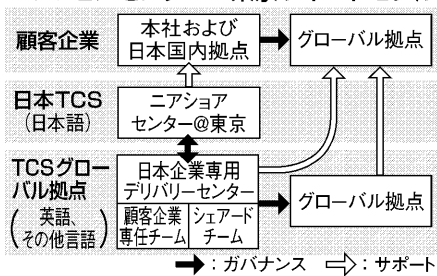 顧客企業
本社および
日本国内拠点
グローバル拠点
日本TCS
(日本語)
ニアショア
センター@東京
TCSグロー
バル拠点
(英語、
その他言語)
日本企業専用
デリバリーセンター
顧客企業
専任チーム
シェアード
チーム
グローバル拠点
:ガバナンス
:サポート